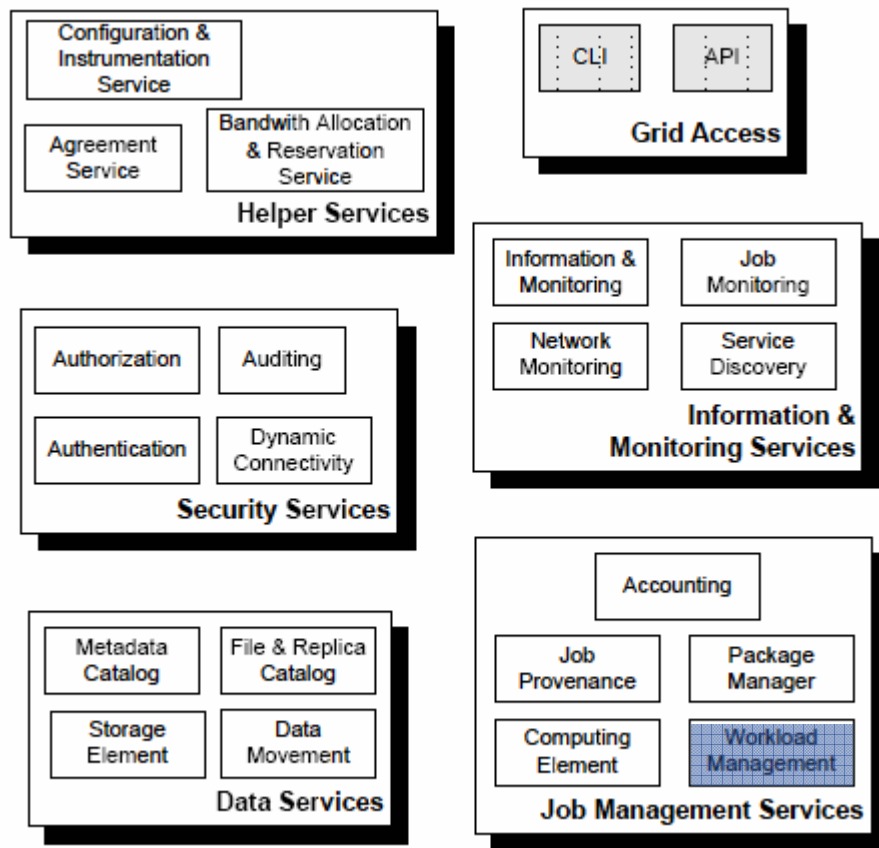 Configuration &
Instrumentation
Service
Agreement
Service
Bandwith Allocation
& Reservation
Service
Helper Services
CLI
API
Grid Access
Information &
Monitoring
Job
Monitoring
Network
Monitoring
Service
Discovery
Information &
Monitoring Services
Authorization
Auditing
Authentication
Dynamic
Connectivity
Security Services
Metadata
Catalog
File & Replica
Catalog
Storage
Element
Data
Movement
Data Services
Accounting
Job
Provenance
Package
Manager
Computing
Element
Workload
Management
Job Management Services